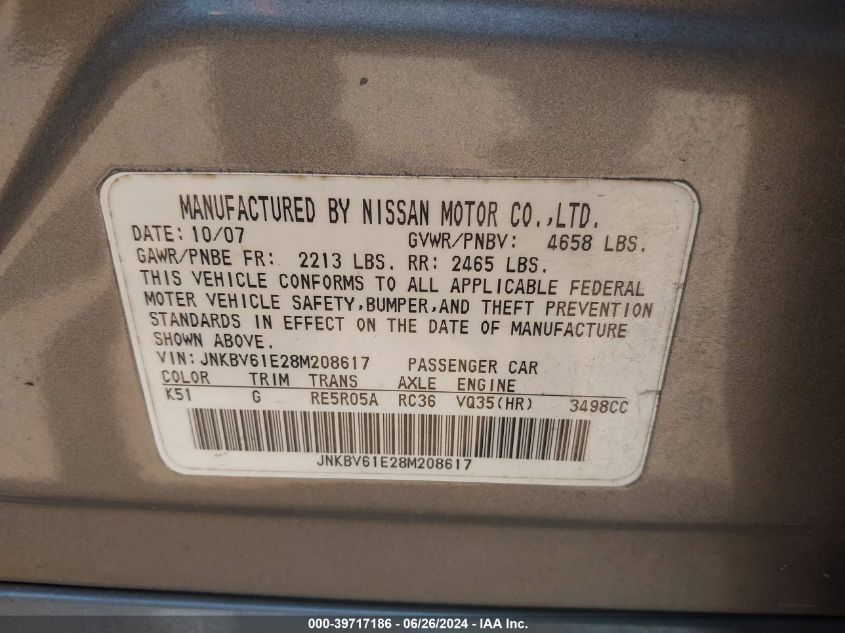 MANUFACTURED BY NISSAN MOTOR CO.,LTD.
DATE: 10/07 GVWR/PNBV: 4658 LBS.
GAWR/PNBE FR: 2213 LBS. RR: 2465 LBS.
THIS VEHICLE CONFORMS TO ALL APPLICABLE FEDERAL
MOTER VEHICLE SAFETY,BUMPER,AND THEFT PREVENTION
STANDARDS IN EFFECT ON THE DATE OF MANUFACTURE
SHOWN ABOVE.
VIN: JNKBV61E28M208617 PASSENGER CAR
COLOR TRIM TRANS AXLE ENGINE
K51 G RE5R05A RC36 VQ35(HR) 3498CC
JNKBV61E28M208617
000-39717186 - 06/26/2024 - IAA Inc.